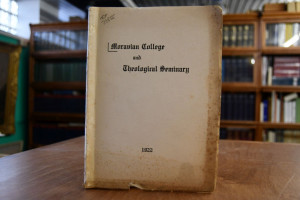 Moravian College
and
Theological Seminary
1922